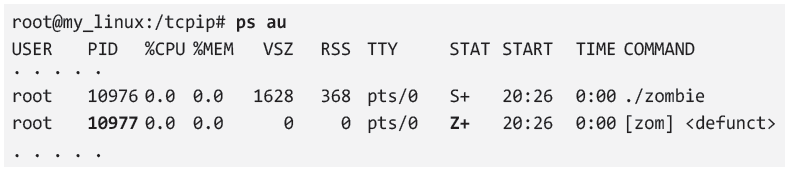 root@my_linux:/tcpip# ps au
USER PID %CPU %MEM VSZ RSS TTY STAT START TIME COMMAND
. . . . .
root 10976 0.0 0.0 1628 368 pts/0 S+ 20:26 0:00 ./zombie
root 10977 0.0 0.0 0 0 pts/0 Z+ 20:26 0:00 [zom] <defunct>
. . . . .